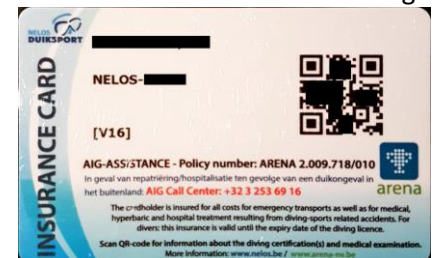 NELOS
DUIKSPORT
INSURANCE CARD
NELOS-
[V16]
AIG-ASSISTANCE - Policy number: ARENA 2.009.718/010
In geval van repatriëring/hospitalisatie ten gevolge van een duikongeval in
het buitenland: AIG Call Center: +32 3 253 69 16
arena
The cardholder is insured for all costs for emergency transports as well as for medical,
hyperbaric and hospital treatment resulting from diving-sports related accidents. For
divers: this insurance is valid until the expiry date of the diving licence.
Scan QR-code for information about the diving certification(s) and medical examination.
More information: www.nelos.be / www.arena-nv.be